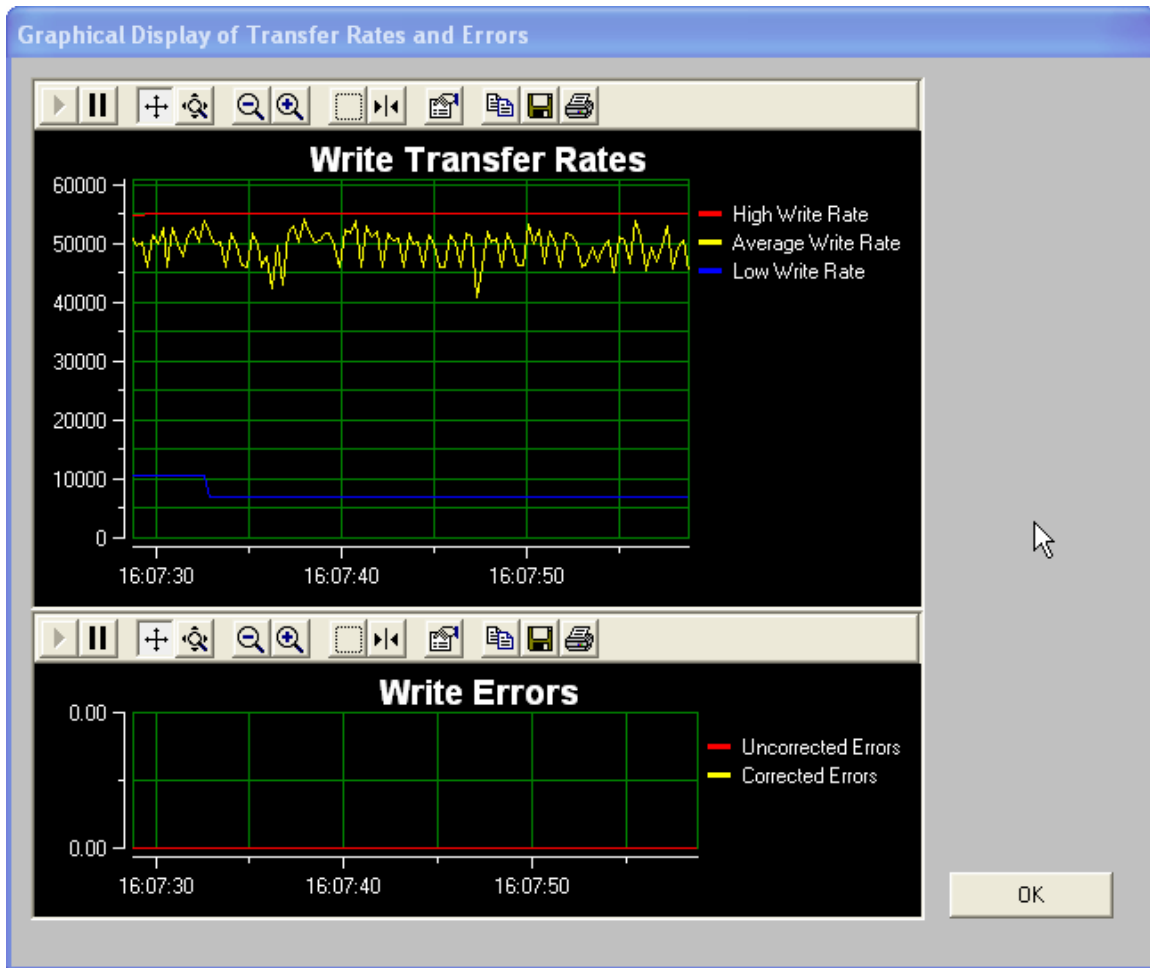 Graphical Display of Transfer Rates and Errors
Write Transfer Rates
60000
50000
40000
30000
20000
10000
0
High Write Rate
Average Write Rate
Low Write Rate
16:07:30 16:07:40 16:07:50
Write Errors
0.00
0.00
Uncorrected Errors
Corrected Errors
16:07:30 16:07:40 16:07:50
OK